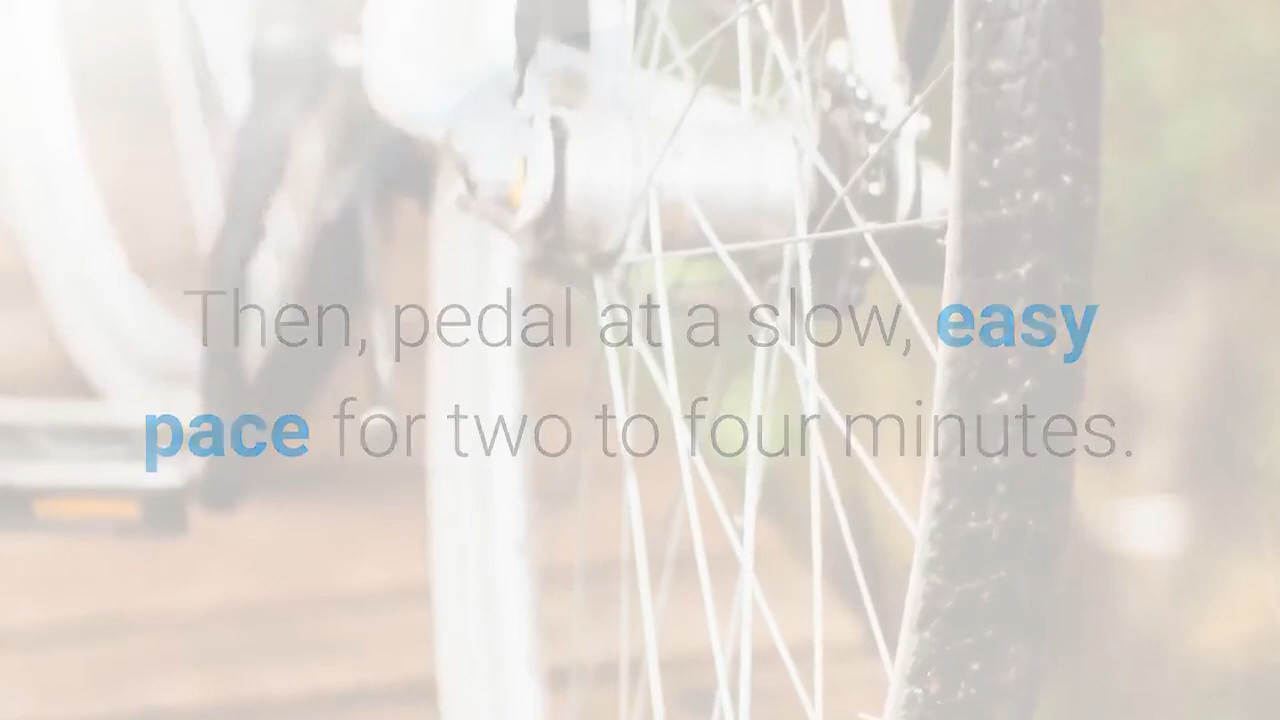 Then, pedal at a slow, easy
pace for two to four minutes.